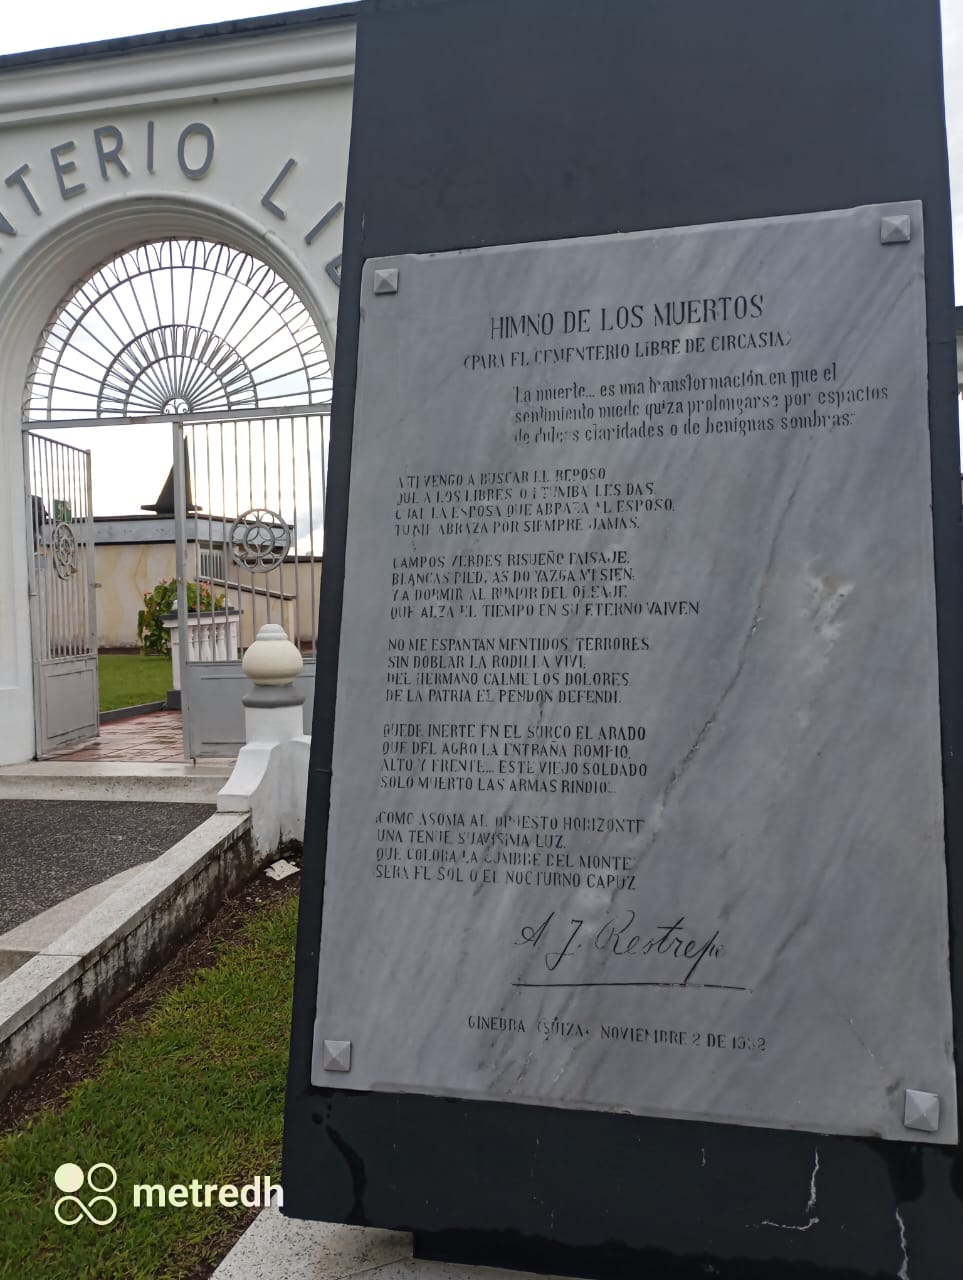 NTERIO LIB
HIMNO DE LOS MUERTOS
(PARA EL CEMENTERIO LIBRE DE CIRCASIA)
"La muerte... es una transformación en que el
sentimiento puede quiza prolongarse por espacios
de dulces claridades o de benignas sombras"
A TI VENGO A BUSCAR EL REPOSO
QUE A LOS LIBRES TUMBA LES DAS,
CUAL LA ESPOSA QUE ABRAZA AL ESPOSO,
TU ME ABRAZA POR SIEMPRE JAMAS.
CAMPOS VERDES RISUEÑO PAISAJE,
BLANCAS PIEDRAS DO YAZGA MI SIEN;
Y A DORMIR AL RUMOR DEL OLEAJE
QUE ALZA EL TIEMPO EN SU ETERNO VAIVEN
NO ME ESPANTAN MENTIDOS TERRORES
SIN DOBLAR LA RODILLA VIVI;
DEL HERMANO CALME LOS DOLORES
DE LA PATRIA EL PENDON DEFENDI.
QUEDE INERTE EN EL SURCO EL ARADO
QUE DEL AGRO LA ENTRAÑA ROMPIO,
ALTO Y FRENTE... ESTE VIEJO SOLDADO
SOLO MUERTO LAS ARMAS RINDIO...
COMO ASOMA AL OPUESTO HORIZONTE
UNA TENUE SUAVISIMA LUZ,
QUE COLORA LA CUMBRE DEL MONTE
SERA EL SOL O EL NOCTURNO CAPUZ
A J. Restrepo
GINEBRA (SUIZA) NOVIEMBRE 2 DE 1932
metredh